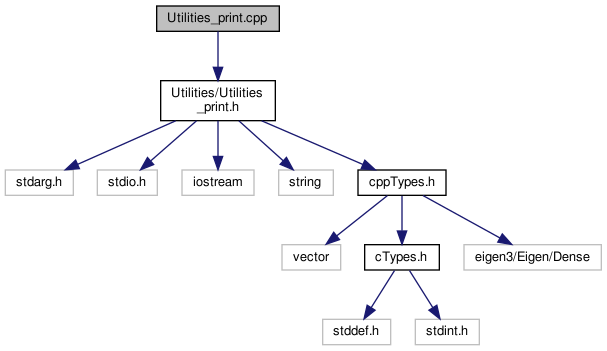 Utilities_print.cpp
Utilities/Utilities
_print.h
stdarg.h
stdio.h
iostream
string
cppTypes.h
vector
cTypes.h
eigen3/Eigen/Dense
stddef.h
stdint.h